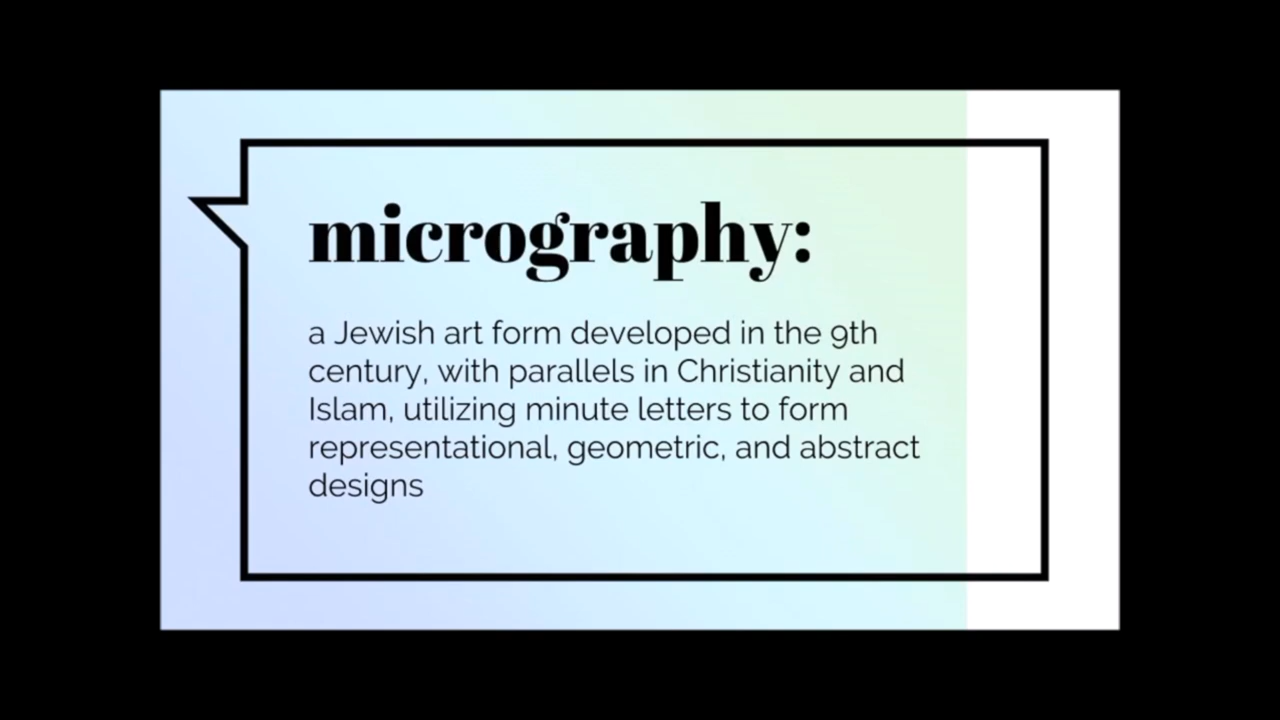 micrography:
a Jewish art form developed in the 9th
century, with parallels in Christianity and
Islam, utilizing minute letters to form
representational, geometric, and abstract
designs